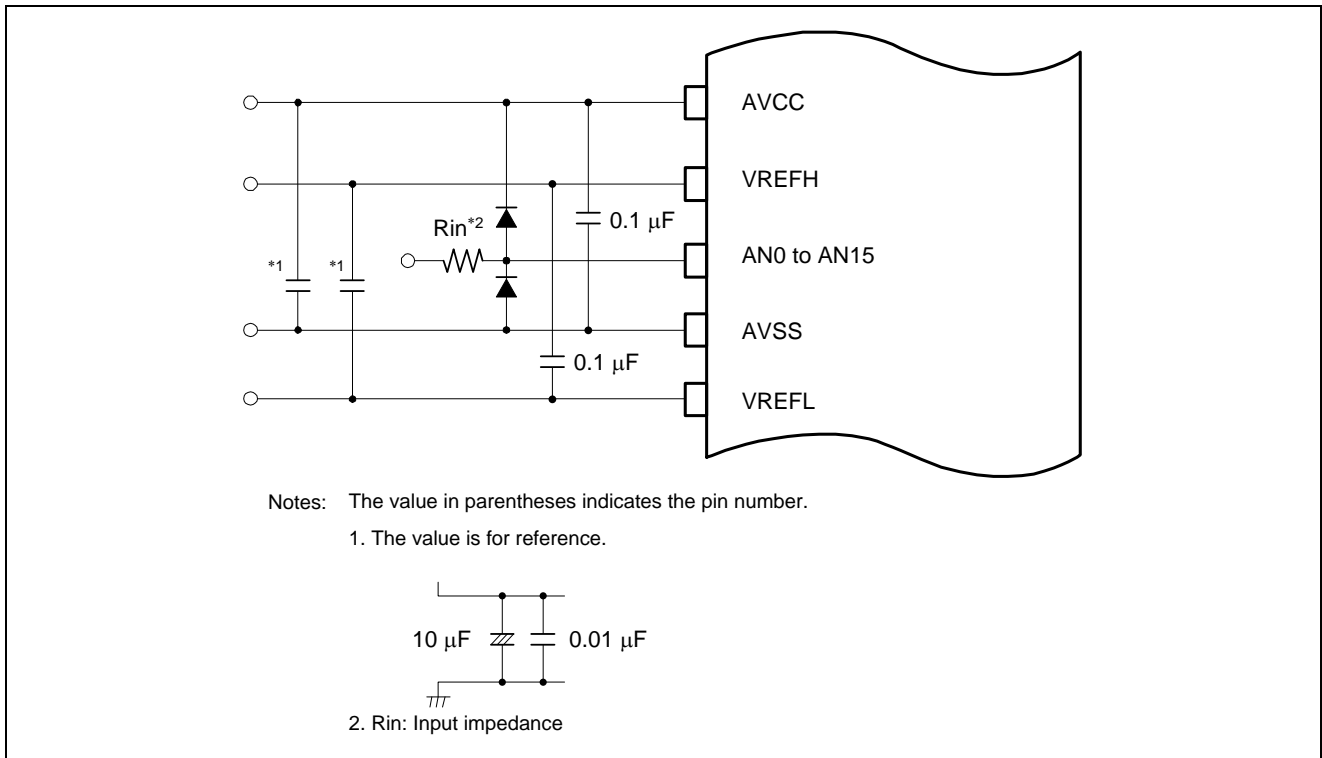 AVCC
VREFH
Rin*2
0.1 μF
AN0 to AN15
*1
*1
AVSS
0.1 μF
VREFL
Notes: The value in parentheses indicates the pin number.
1. The value is for reference.
10 μF
0.01 μF
2. Rin: Input impedance